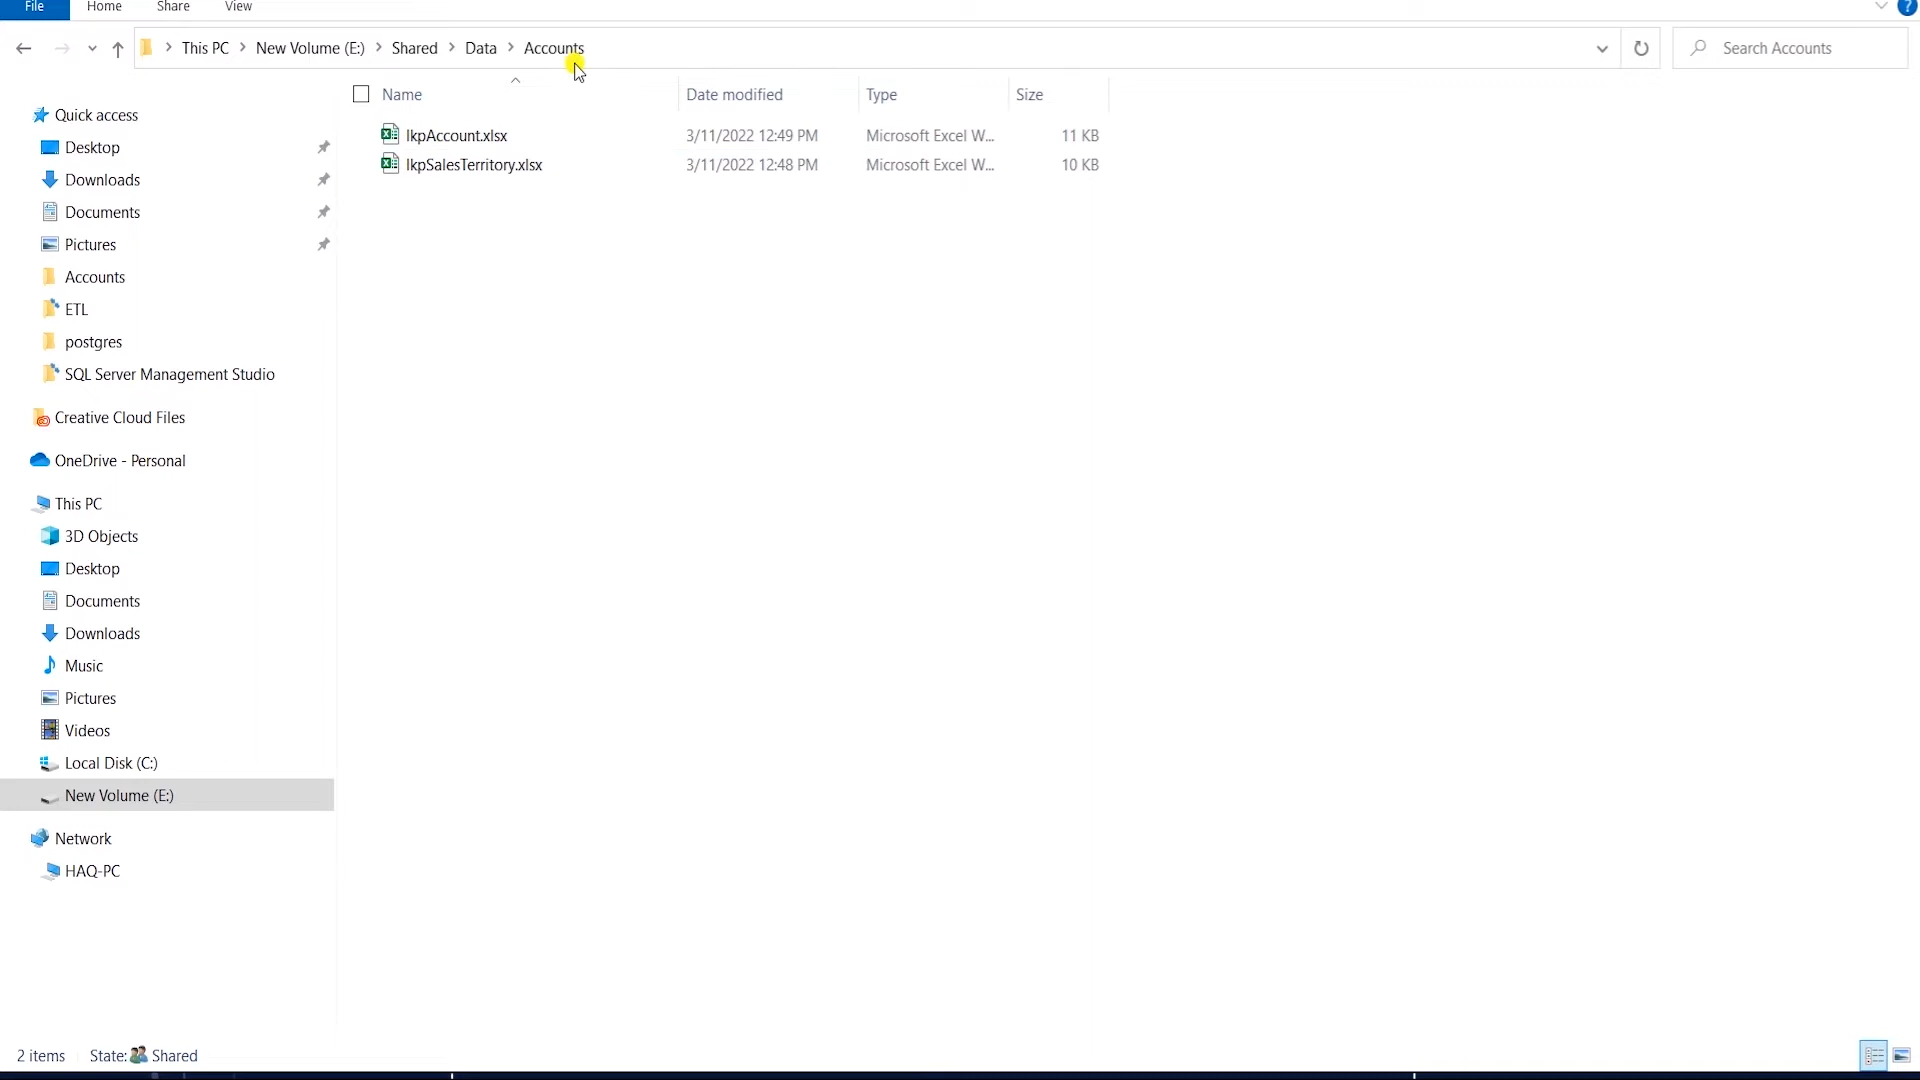 File Home Share View
This PC New Volume (E:) Shared Data Accounts Search Accounts
Name Date modified Type Size
lkpAccount.xlsx 3/11/2022 12:49 PM Microsoft Excel W... 11 KB
lkpSalesTerritory.xlsx 3/11/2022 12:48 PM Microsoft Excel W... 10 KB
Quick access
Desktop
Downloads
Documents
Pictures
Accounts
ETL
postgres
SQL Server Management Studio
Creative Cloud Files
OneDrive - Personal
This PC
3D Objects
Desktop
Documents
Downloads
Music
Pictures
Videos
Local Disk (C:)
New Volume (E:)
Network
HAQ-PC
2 items State: Shared